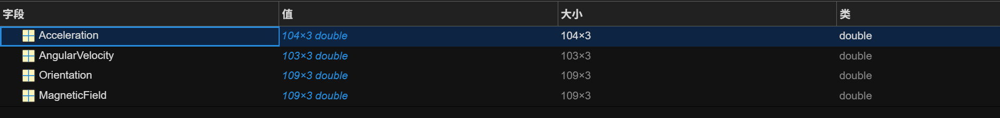 字段 值 大小 类
Acceleration 104×3 double 104×3 double
AngularVelocity 103×3 double 103×3 double
Orientation 109×3 double 109×3 double
MagneticField 109×3 double 109×3 double